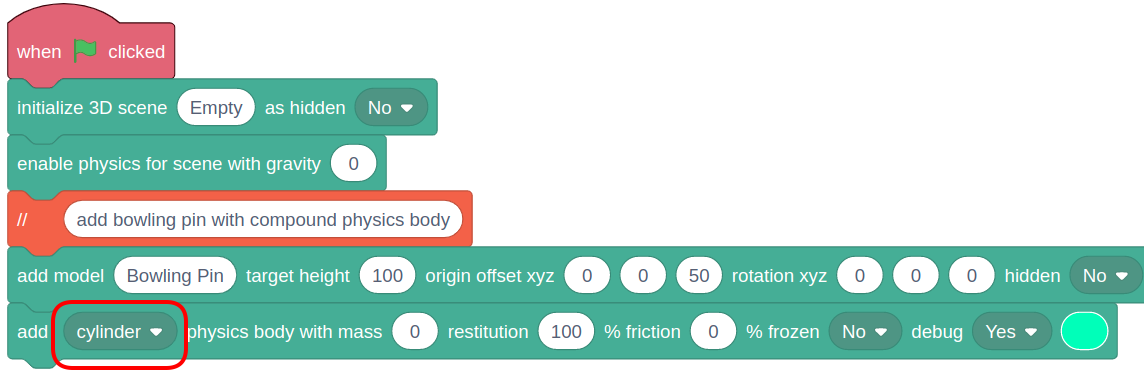 when clicked
initialize 3D scene Empty as hidden No
enable physics for scene with gravity 0
// add bowling pin with compound physics body
add model Bowling Pin target height 100 origin offset xyz 0 0 50 rotation xyz 0 0 0 hidden No
add cylinder physics body with mass 0 restitution 100 % friction 0 % frozen No debug Yes